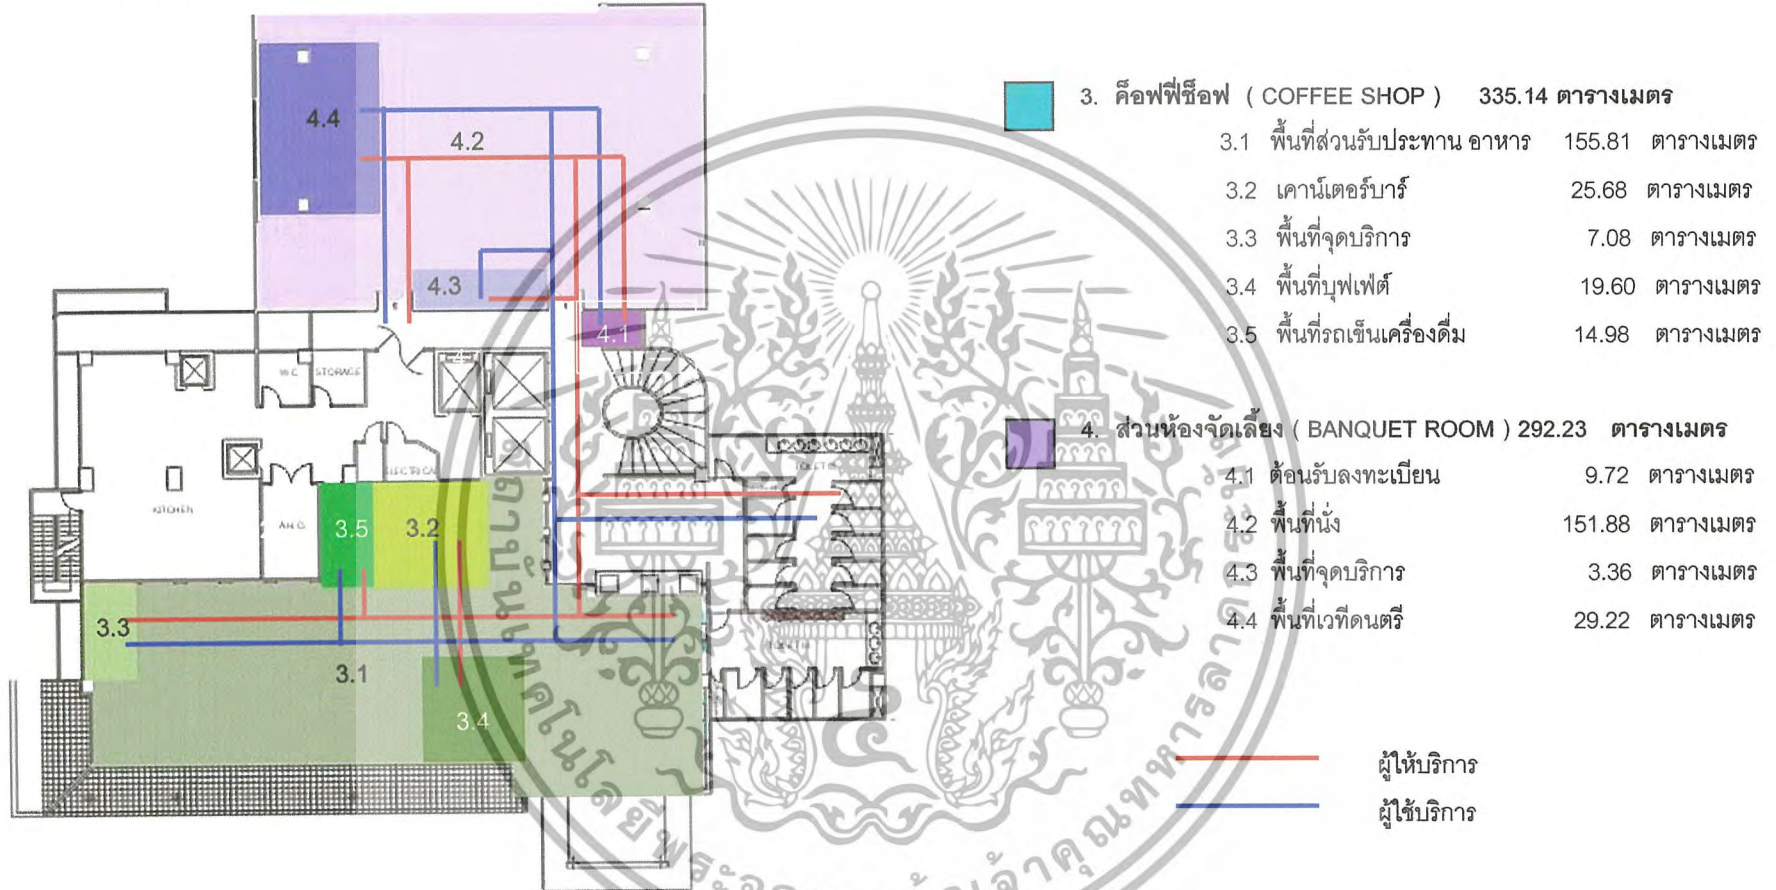 3. ค็อฟฟี่ช็อฟ ( COFFEE SHOP ) 335.14 ตารางเมตร
3.1 พื้นที่ส่วนรับประทาน อาหาร 155.81 ตารางเมตร
3.2 เคาน์เตอร์บาร์ 25.68 ตารางเมตร
3.3 พื้นที่จุดบริการ 7.08 ตารางเมตร
3.4 พื้นที่บุฟเฟ่ต์ 19.60 ตารางเมตร
3.5 พื้นที่รถเข็นเครื่องดื่ม 14.98 ตารางเมตร
4. ส่วนห้องจัดเลี้ยง ( BANQUET ROOM ) 292.23 ตารางเมตร
4.1 ต้อนรับลงทะเบียน 9.72 ตารางเมตร
4.2 พื้นที่นั่ง 151.88 ตารางเมตร
4.3 พื้นที่จุดบริการ 3.36 ตารางเมตร
4.4 พื้นที่เวทีดนตรี 29.22 ตารางเมตร
ผู้ให้บริการ
ผู้ใช้บริการ
4.4
4.2
4.3
4.1
W.C.
STORAGE
ELECTRICAL
KITCHEN
A.H.U.
3.5
3.2
3.3
3.1
3.4